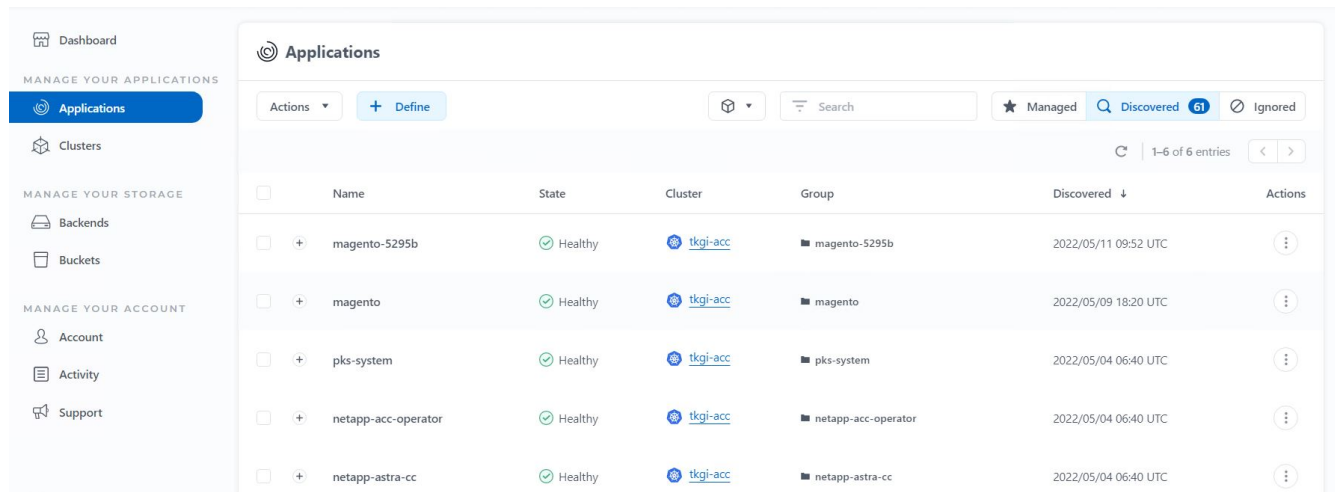 Dashboard
MANAGE YOUR APPLICATIONS
Applications
Clusters
MANAGE YOUR STORAGE
Backends
Buckets
MANAGE YOUR ACCOUNT
Account
Activity
Support
Applications
Actions + Define Search Managed Discovered 61 Ignored
1–6 of 6 entries
Name State Cluster Group Discovered ↓ Actions
magento-5295b Healthy tkgi-acc magento-5295b 2022/05/11 09:52 UTC
magento Healthy tkgi-acc magento 2022/05/09 18:20 UTC
pks-system Healthy tkgi-acc pks-system 2022/05/04 06:40 UTC
netapp-acc-operator Healthy tkgi-acc netapp-acc-operator 2022/05/04 06:40 UTC
netapp-astra-cc Healthy tkgi-acc netapp-astra-cc 2022/05/04 06:40 UTC